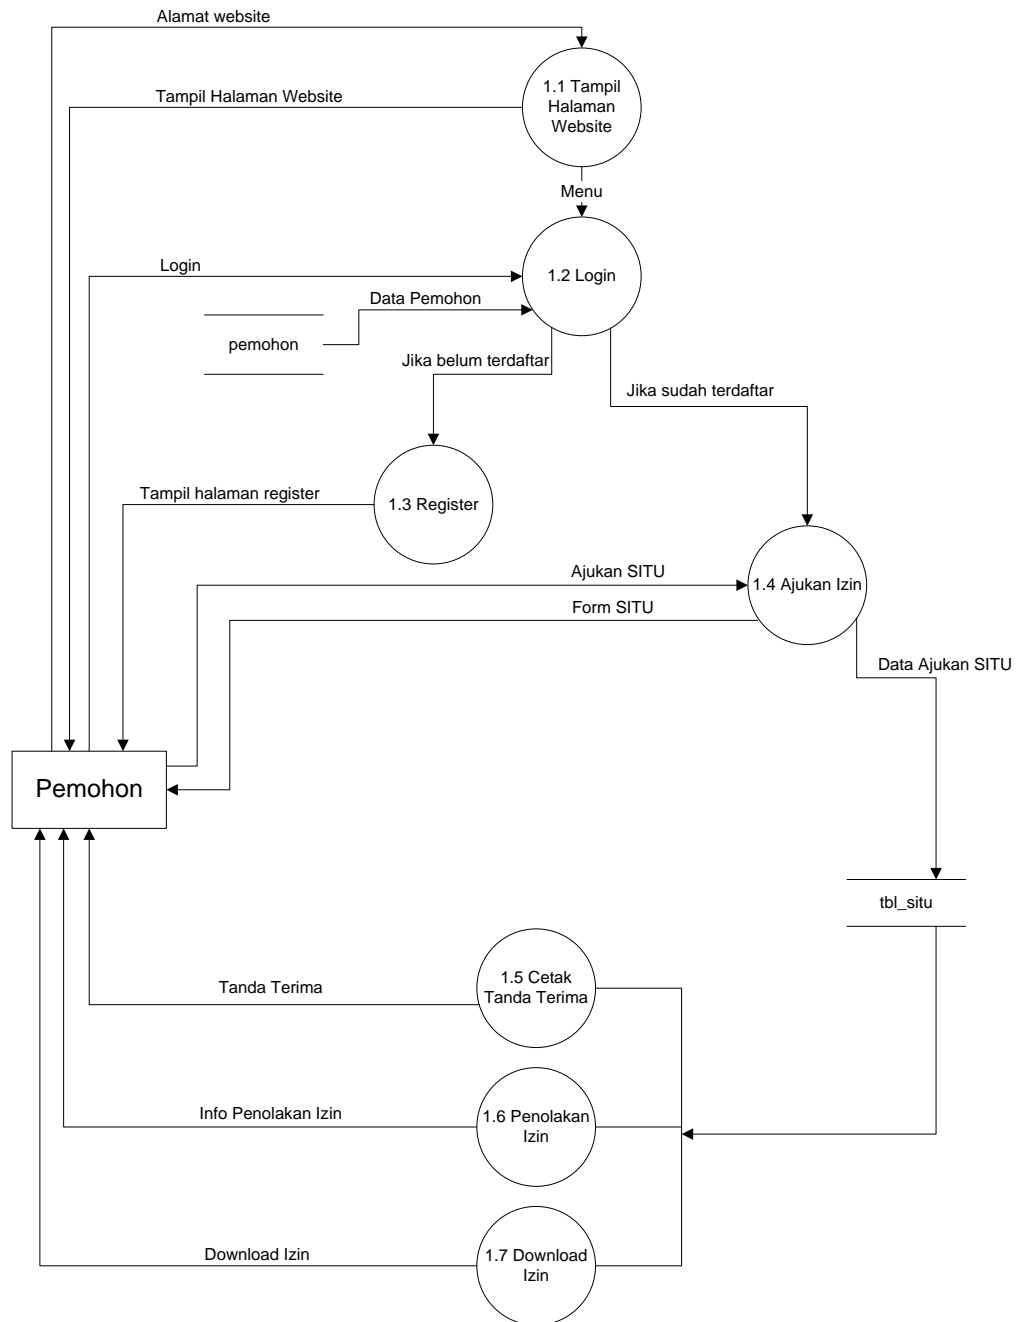 Alamat website
1.1 Tampil
Halaman
Website
Tampil Halaman Website
Menu
Login
1.2 Login
Data Pemohon
pemohon
Jika belum terdaftar
Jika sudah terdaftar
Tampil halaman register
1.3 Register
Ajukan SITU
1.4 Ajukan Izin
Form SITU
Data Ajukan SITU
Pemohon
tbl_situ
Tanda Terima
1.5 Cetak
Tanda Terima
Info Penolakan Izin
1.6 Penolakan
Izin
Download Izin
1.7 Download
Izin